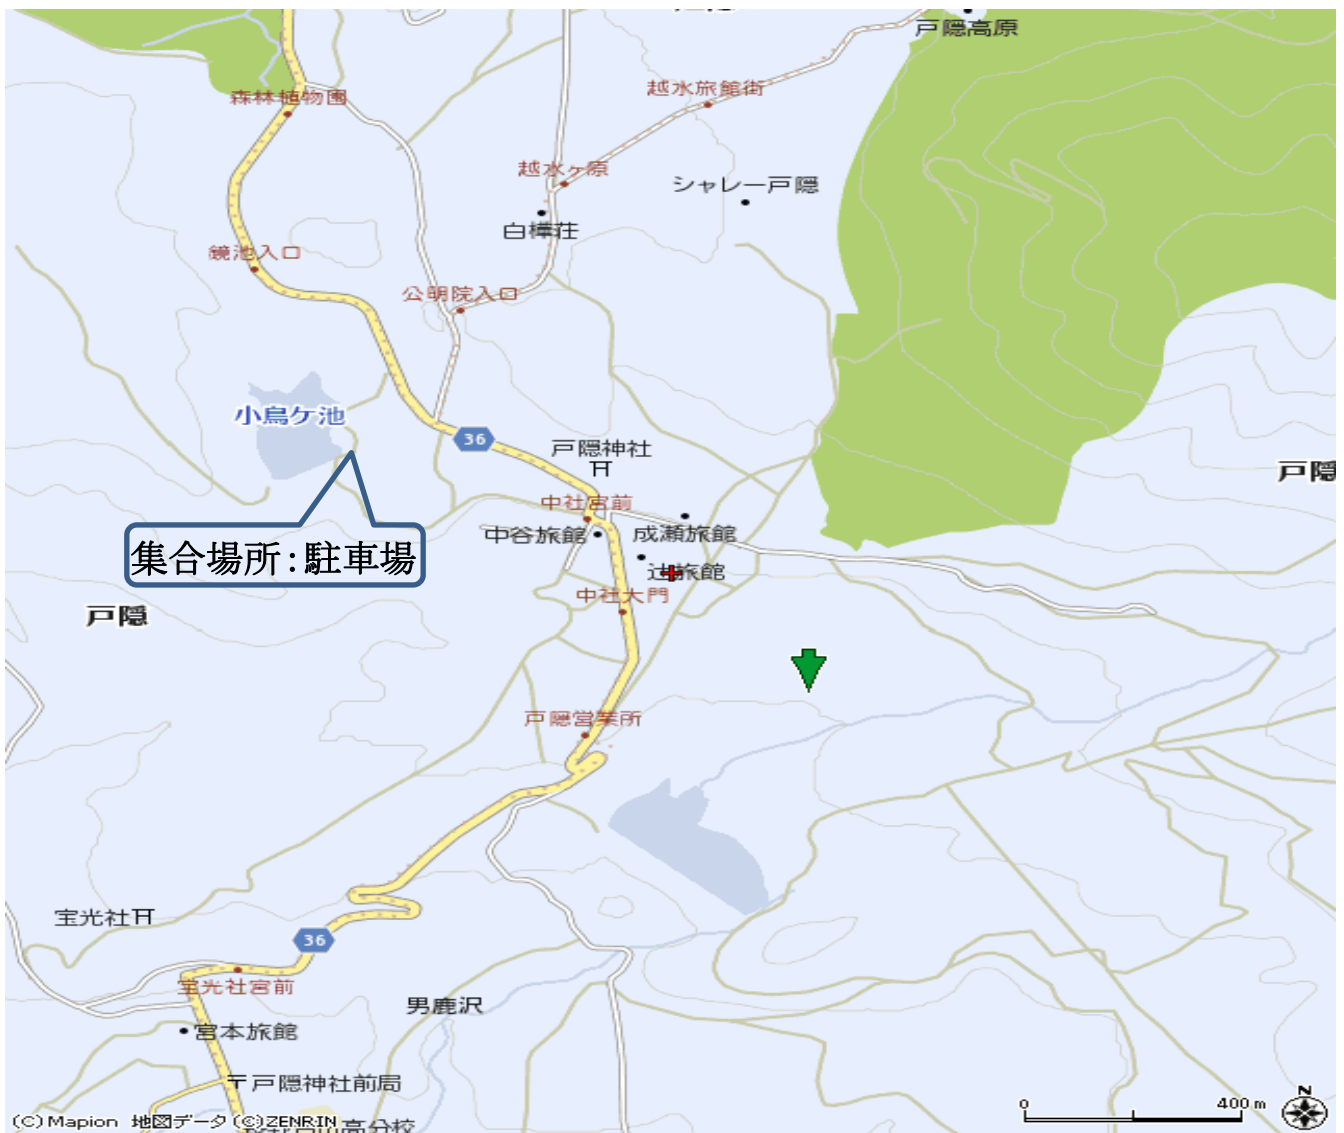 戸隠高原
越水旅館街
森林植物園
越水ヶ原
シャレー戸隠
白樺荘
鏡池入口
公明院入口
小鳥ケ池
36
戸隠神社
戸隠
中社宮前
中谷旅館
成瀬旅館
集合場所:駐車場
辻旅館
中社大門
戸隠
戸隠営業所
宝光社
36
宝光社宮前
男鹿沢
宮本旅館
〒戸隠神社前局
0 400m
N
(C)Mapion 地図データ(C)ZENRIN
高分校